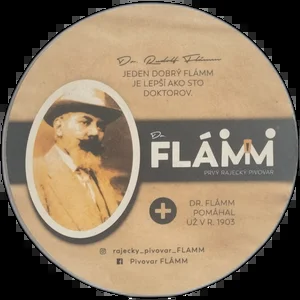 Dr. Rudolf Flámm
JEDEN DOBRÝ FLÁMM
JE LEPŠÍ AKO STO
DOKTOROV.
Dr.
FLÁMM
PRVÝ RAJECKÝ PIVOVAR
DR. FLÁMM
POMÁHAL
UŽ V R. 1903
rajecky_pivovar_FLAMM
Pivovar FLÁMM